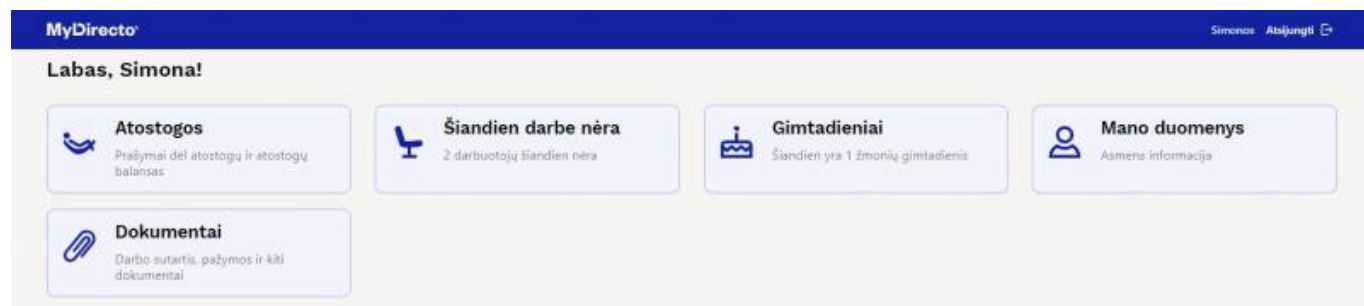 MyDirecto
Simonos Atsijungti
Labas, Simona!
Atostogos
Prašymai dėl atostogų ir atostogų
balansas
Šiandien darbe nėra
2 darbuotojų šiandien nėra
Gimtadieniai
Šiandien yra 1 žmonių gimtadienis
Mano duomenys
Asmens informacija
Dokumentai
Darbo sutartis, pažymos ir kiti
dokumentai